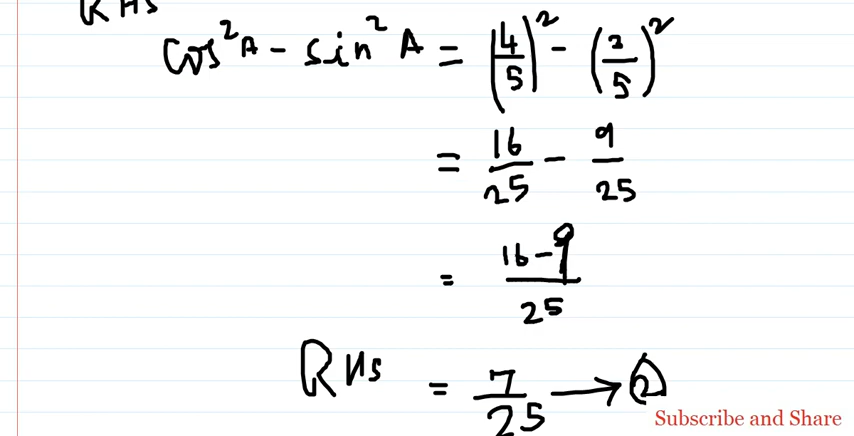 RHS
cos²A - sin²A = (4/5)² - (3/5)²
= 16/25 - 9/25
= 16-9/25
RHS = 7/25 → ②
Subscribe and Share